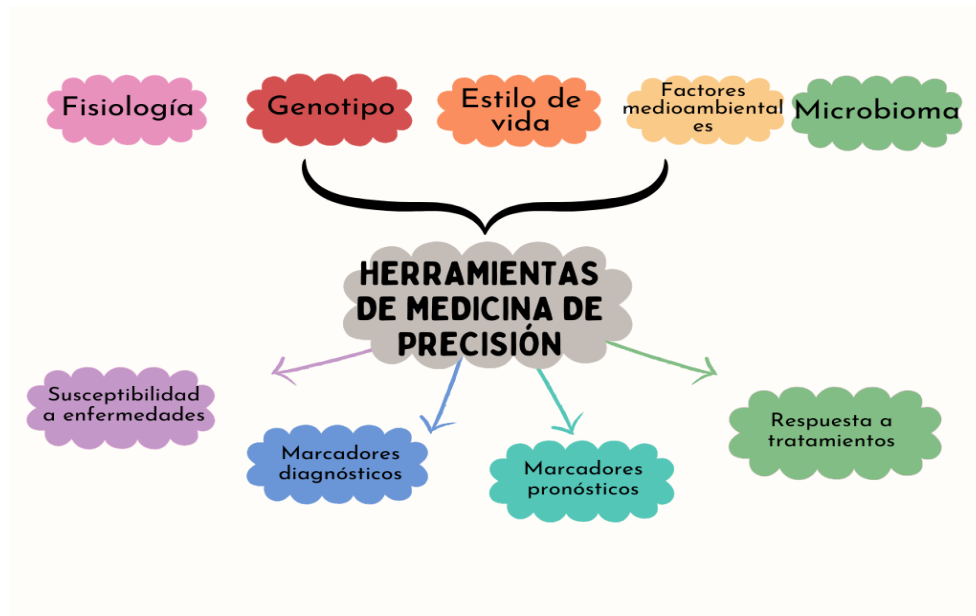 Fisiología
Genotipo
Estilo de
vida
Factores
medioambiental
es
Microbioma
HERRAMIENTAS
DE MEDICINA DE
PRECISIÓN
Susceptibilidad
a enfermedades
Marcadores
diagnósticos
Marcadores
pronósticos
Respuesta a
tratamientos